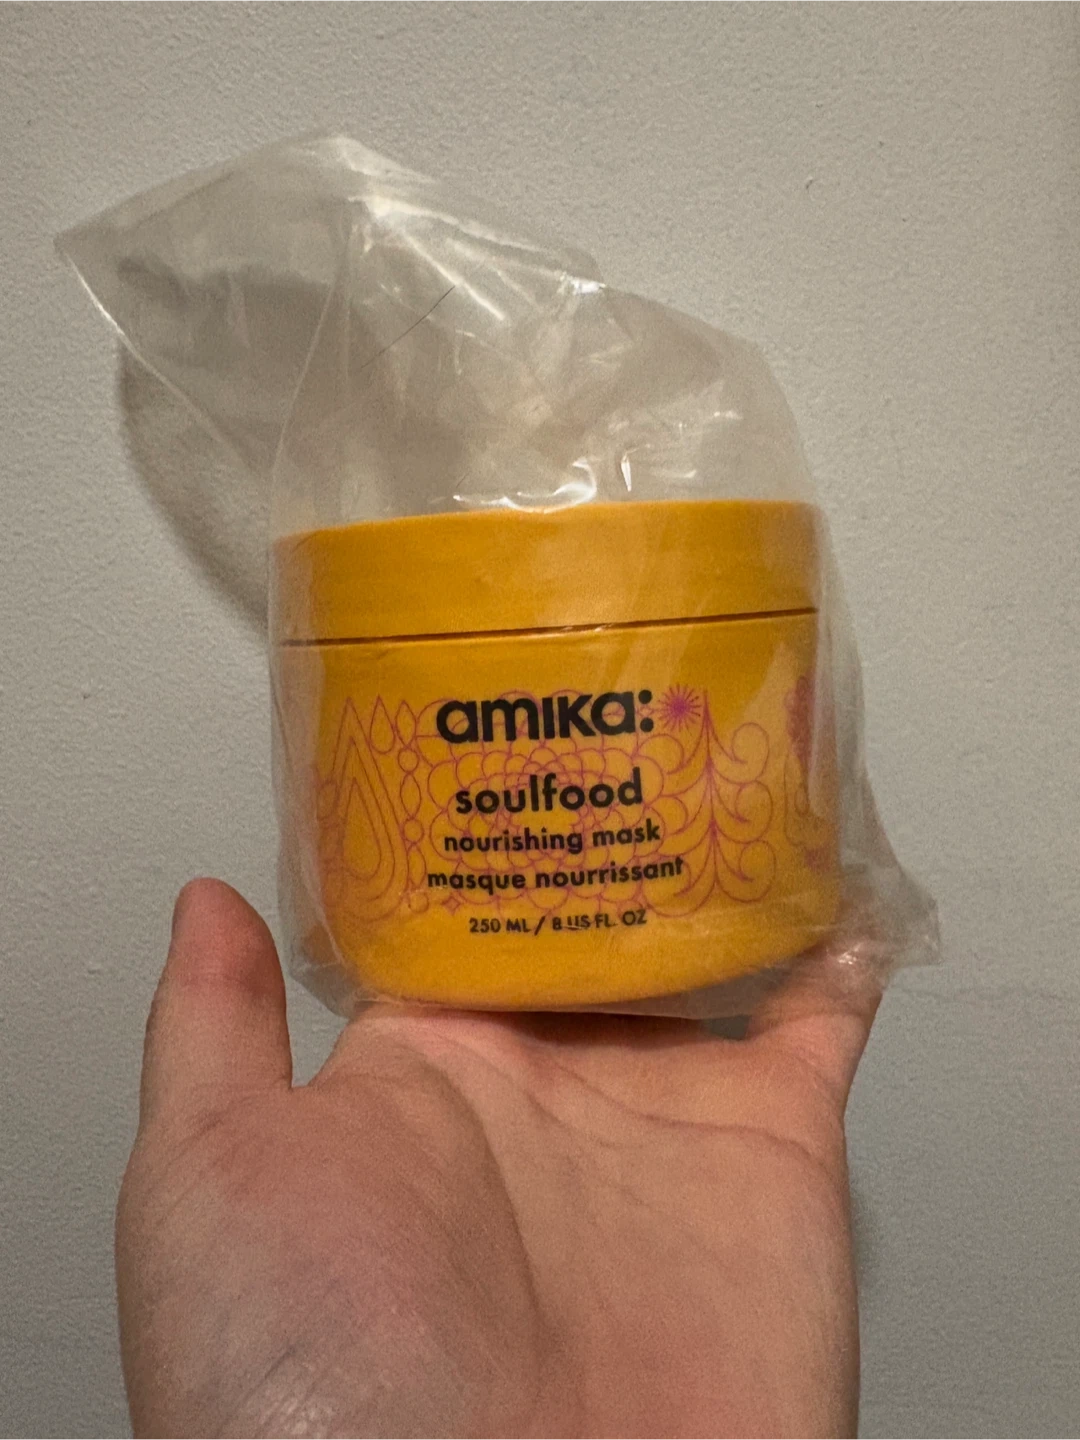 amika:
soulfood
nourishing mask
masque nourrissant
250 ML / 8 US FL. OZ